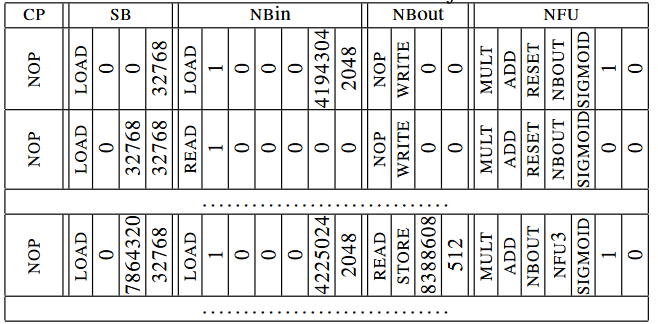 CP SB NBin NBout NFU
NOP LOAD 0 0 32768 LOAD 1 0 0 0 4194304 2048 NOP WRITE 0 0 MULT ADD RESET NBOUT SIGMOID 1 0
NOP LOAD 0 32768 32768 READ 1 0 0 0 0 0 NOP WRITE 0 0 MULT ADD RESET NBOUT SIGMOID 0 0
...............................
NOP LOAD 0 7864320 32768 LOAD 1 0 0 0 4225024 2048 READ STORE 8388608 512 MULT ADD NBOUT NFU3 SIGMOID 1 0
...............................